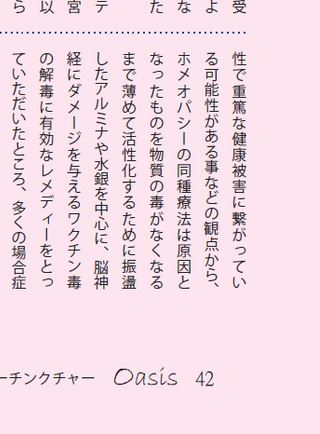 受
よ
な
た
テ
宮
以
ら
性で重篤な健康被害に繋がってい
る可能性がある事などの観点から、
ホメオパシーの同種療法は原因と
なったものを物質の毒がなくなる
まで薄めて活性化するために振盪
したアルミナや水銀を中心に、脳神
経にダメージを与えるワクチン毒
の解毒に有効なレメディーをとっ
ていただいたところ、多くの場合症
ーチンクチャー Oasis 42